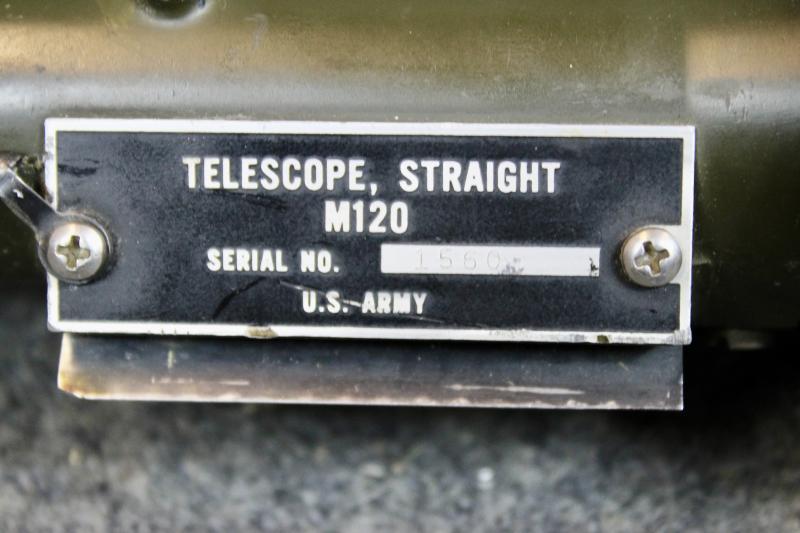 TELESCOPE, STRAIGHT
M120
SERIAL NO. 1560
U.S. ARMY